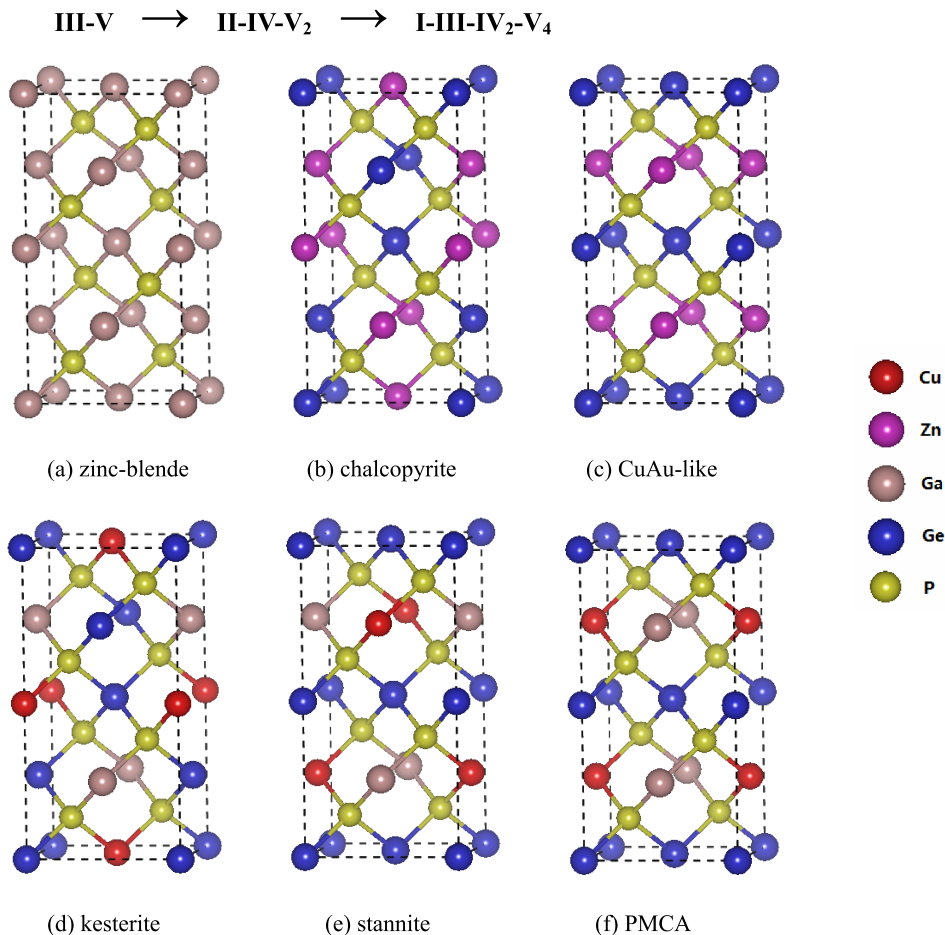 III-V → II-IV-V₂ → I-III-IV₂-V₄
(a) zinc-blende (b) chalcopyrite (c) CuAu-like
Cu
Zn
Ga
Ge
P
(d) kesterite (e) stannite (f) PMCA